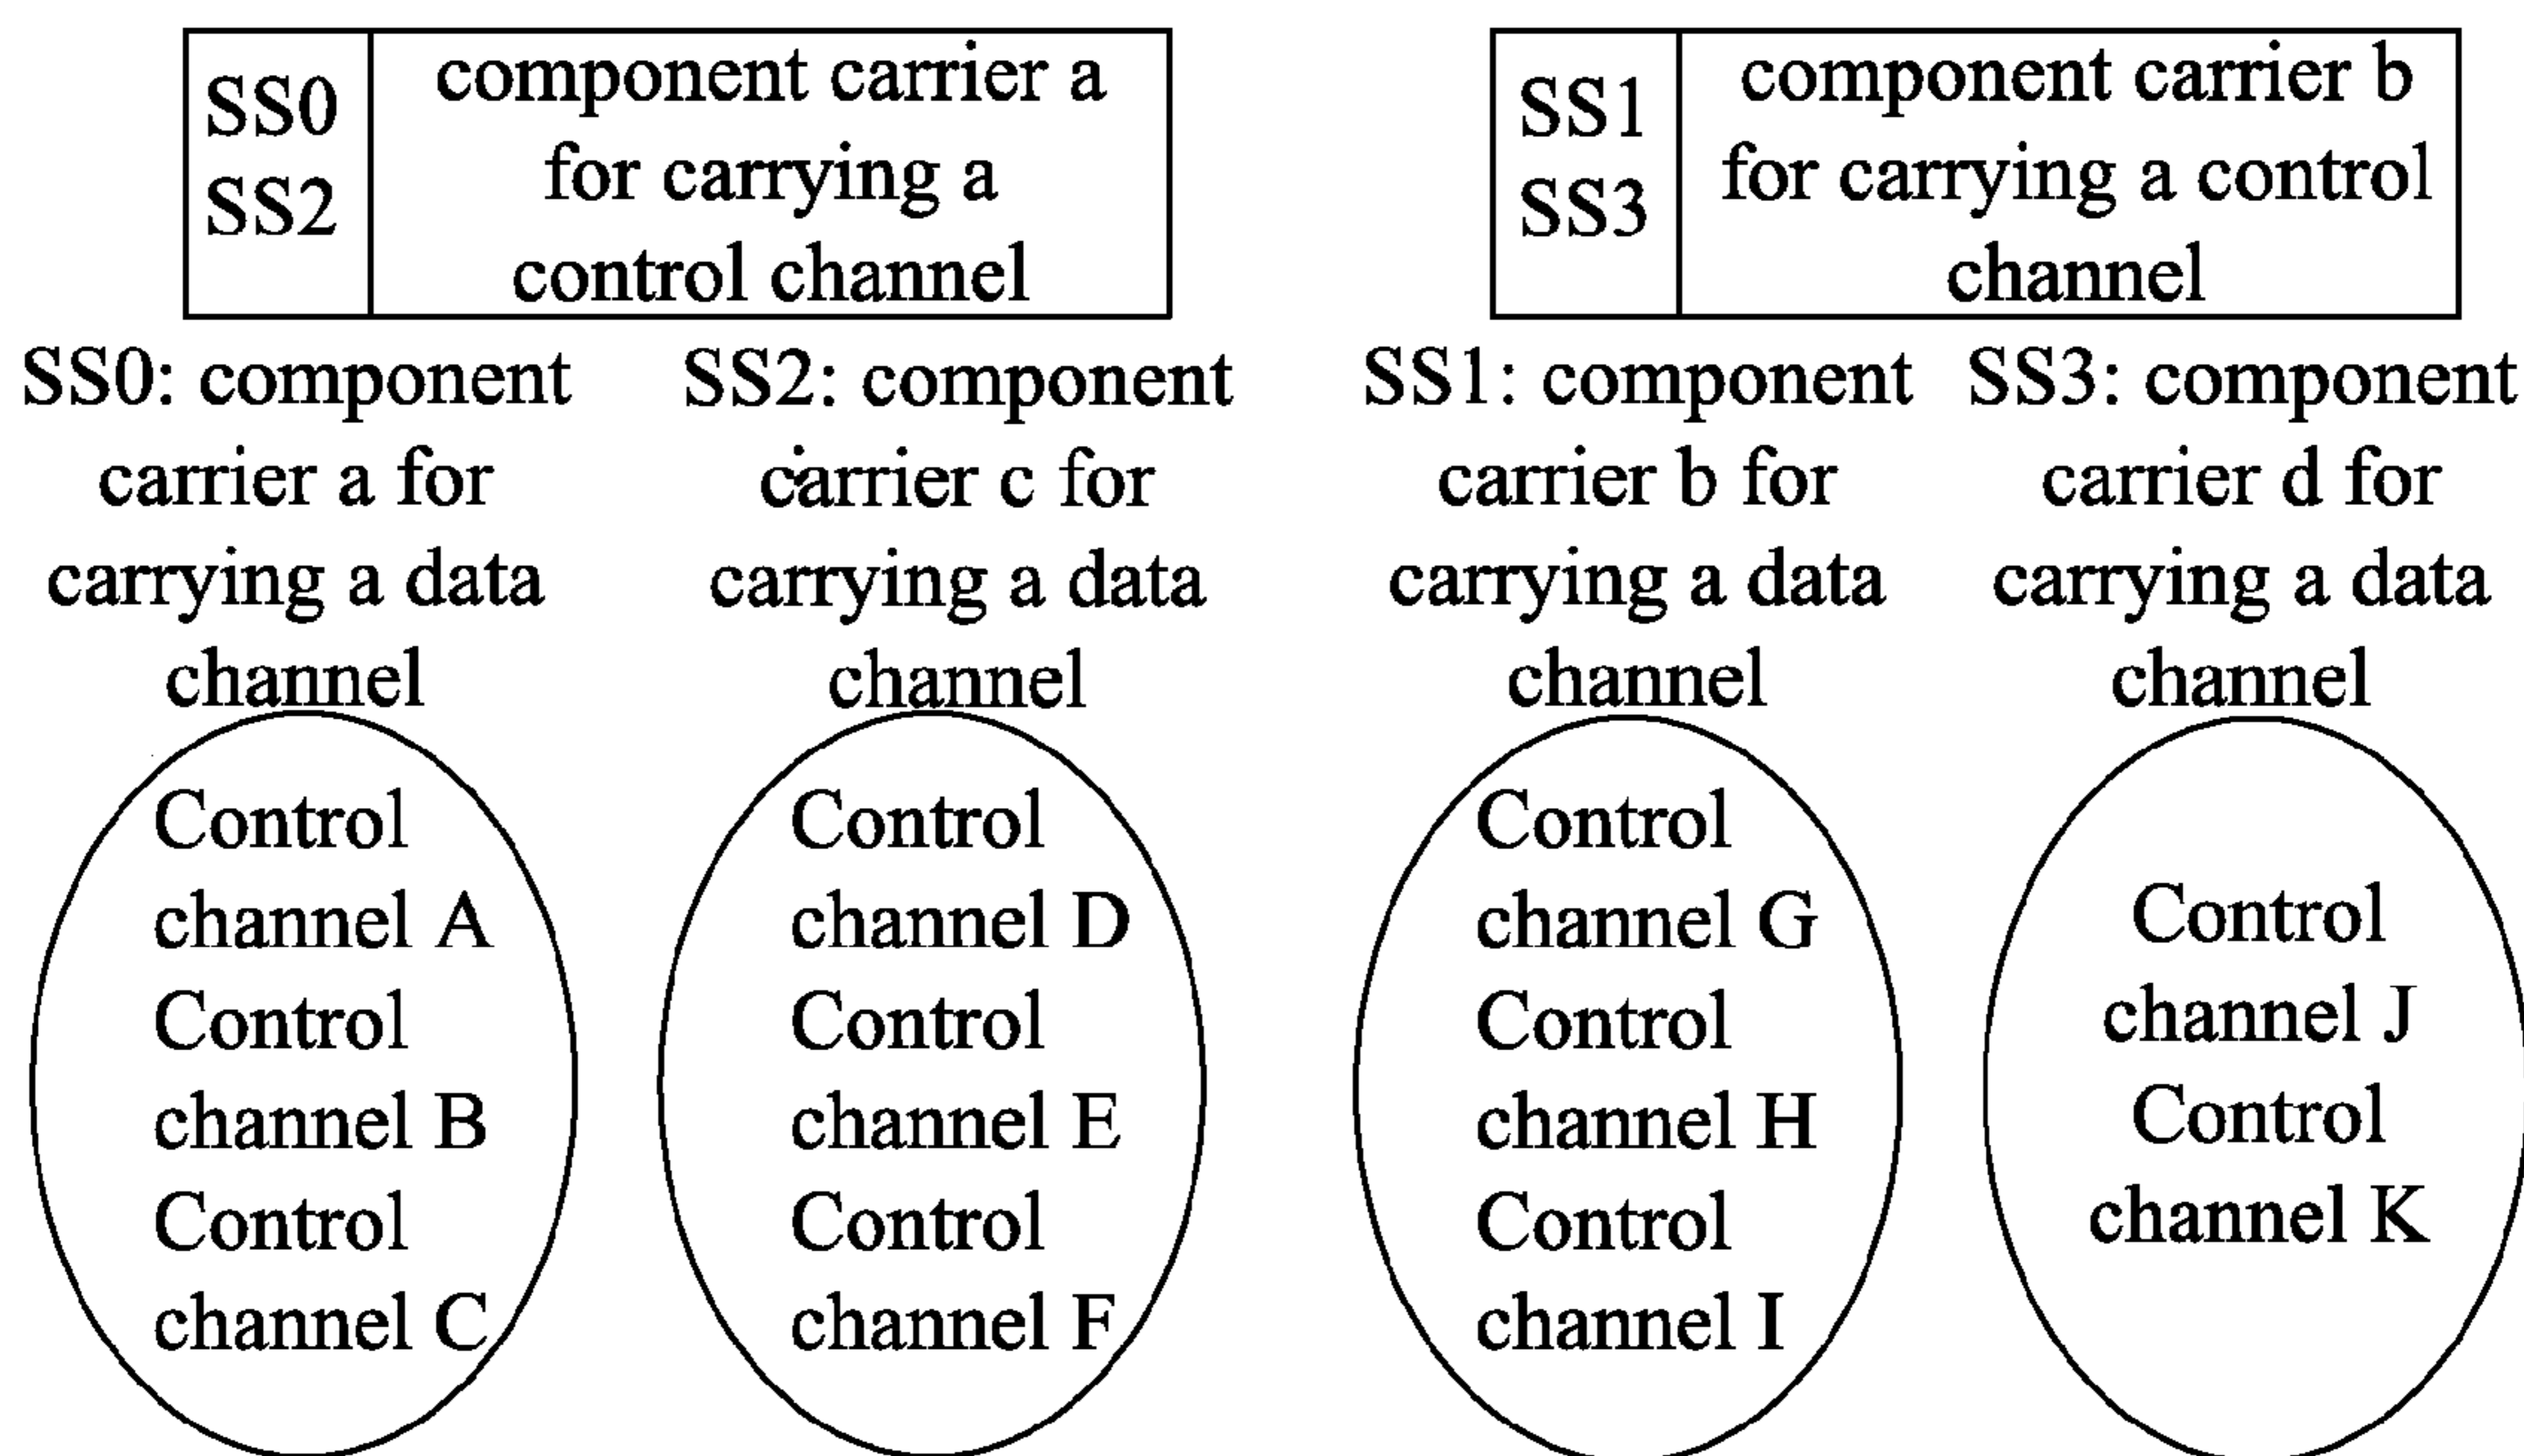 SS0
SS2
component carrier a
for carrying a
control channel
SS1
SS3
component carrier b
for carrying a control
channel
SS0: component
carrier a for
carrying a data
channel
SS2: component
carrier c for
carrying a data
channel
SS1: component
carrier b for
carrying a data
channel
SS3: component
carrier d for
carrying a data
channel
Control
channel A
Control
channel B
Control
channel C
Control
channel D
Control
channel E
Control
channel F
Control
channel G
Control
channel H
Control
channel I
Control
channel J
Control
channel K